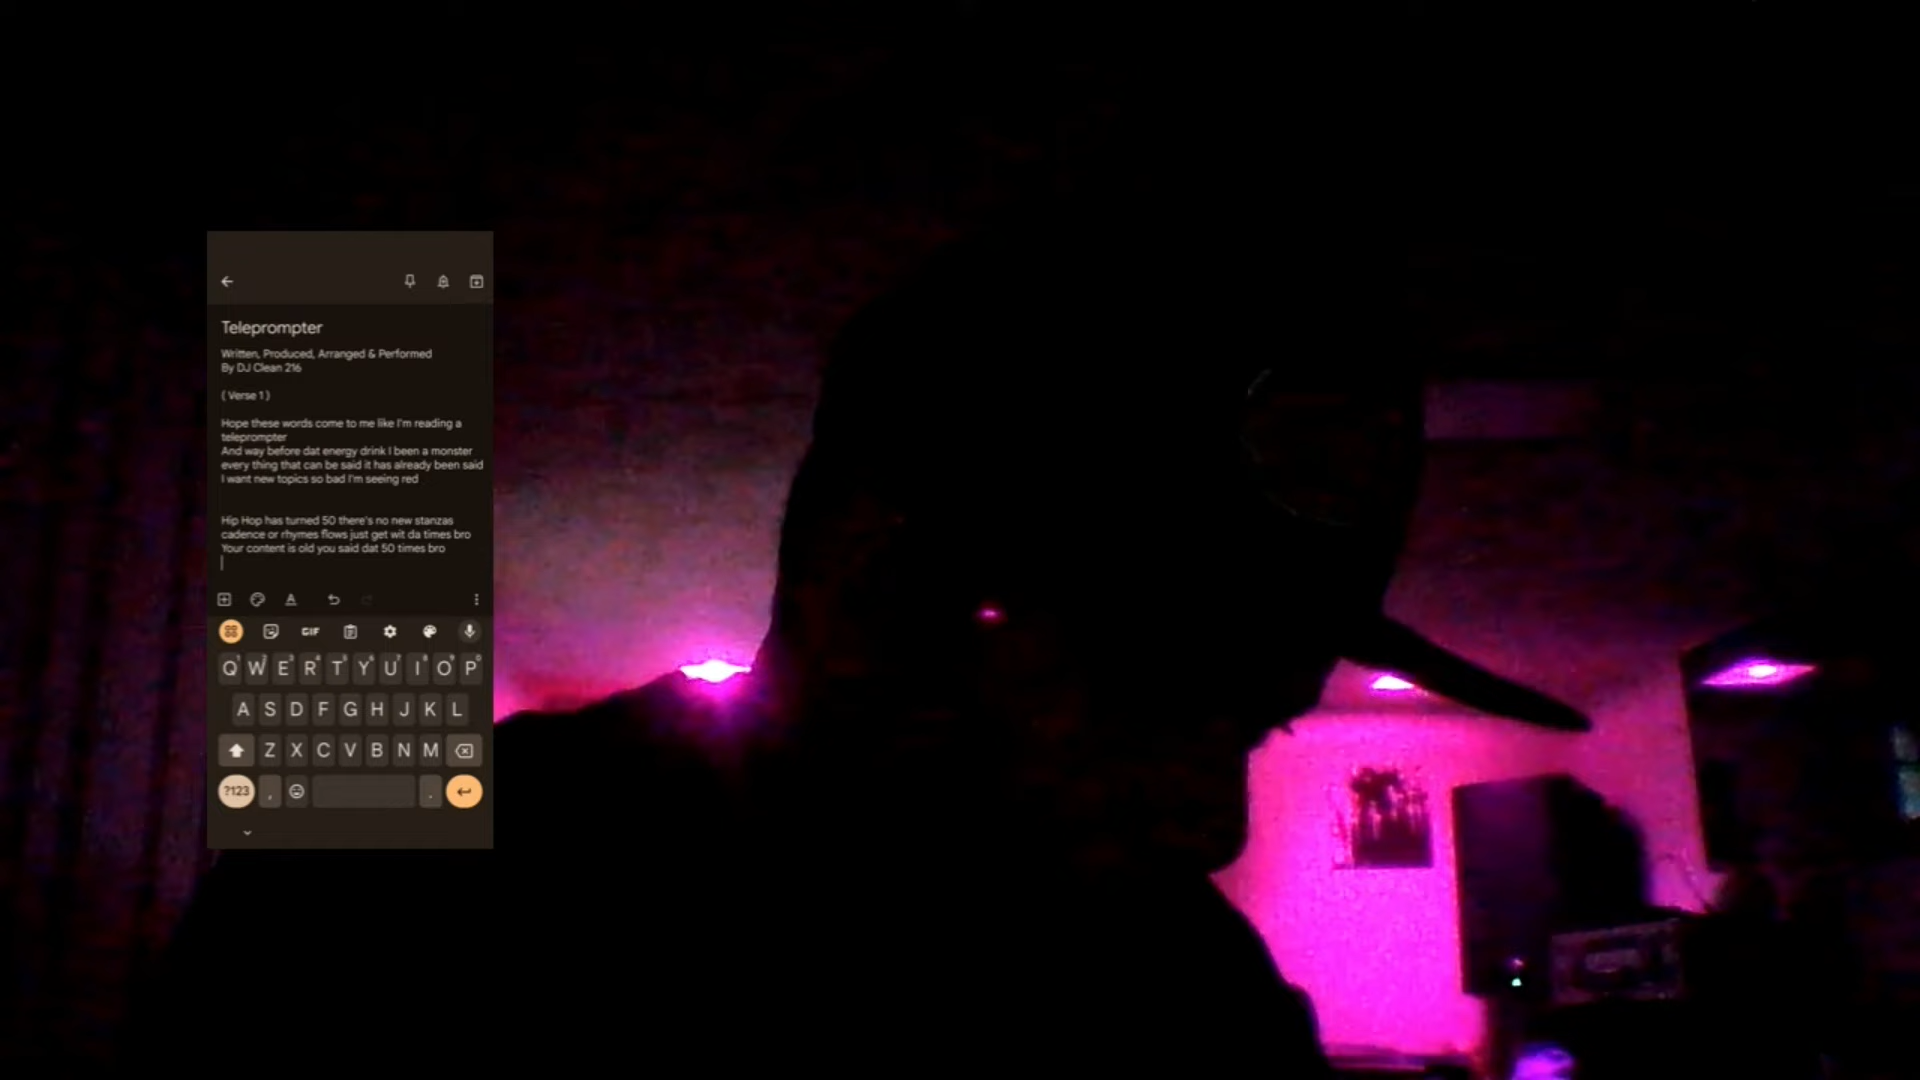 Teleprompter
Written, Produced, Arranged & Performed
By DJ Clean 216
( Verse 1 )
Hope these words come to me like I'm reading a
teleprompter
And way before dat energy drink I been a monster
every thing that can be said it has already been said
I want new topics so bad I'm seeing red
Hip Hop has turned 50 there's no new stanzas
cadence or rhymes flows just get wit da times bro
Your content is old you said dat 50 times bro
GIF
Q W E R T Y U I O P
A S D F G H J K L
Z X C V B N M
?123 , .